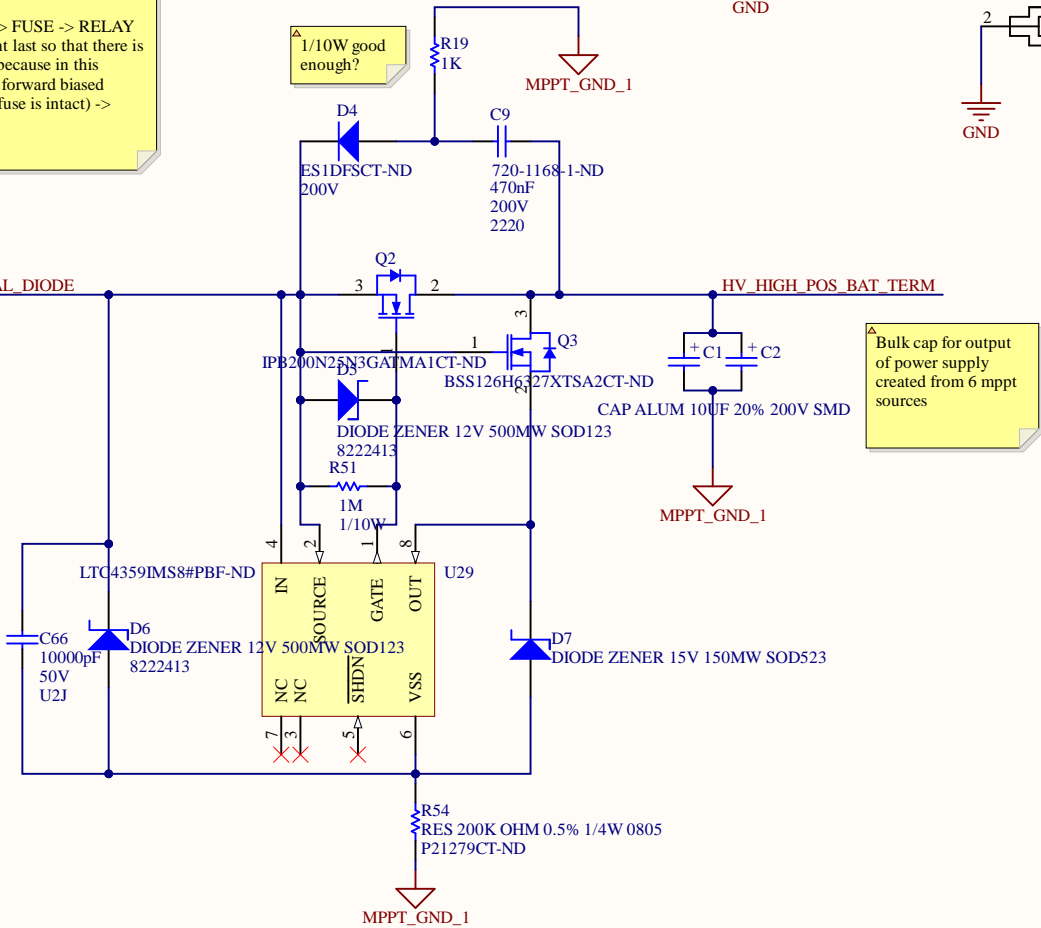 > FUSE -> RELAY
t last so that there is
because in this
forward biased
fuse is intact) ->
1/10W good
enough?
R19
1K
MPPT_GND_1
GND
2
GND
D4
ES1DFSCT-ND
200V
C9
720-1168-1-ND
470nF
200V
2220
AL_DIODE
Q2
3
2
HV_HIGH_POS_BAT_TERM
3
1
Q3
1
2
IPB200N25N3GATMA1CT-ND
BSS126H6327XTSA2CT-ND
D5
DIODE ZENER 12V 500MW SOD123
8222413
+ C1
+ C2
CAP ALUM 10UF 20% 200V SMD
Bulk cap for output
of power supply
created from 6 mppt
sources
R51
1M
1/10W
MPPT_GND_1
4
2
1
8
LTC4359IMS8#PBF-ND
U29
IN
SOURCE
GATE
OUT
C66
10000pF
50V
U2J
D6
DIODE ZENER 12V 500MW SOD123
8222413
D7
DIODE ZENER 15V 150MW SOD523
NC
NC
SHDN
VSS
7
3
5
6
R54
RES 200K OHM 0.5% 1/4W 0805
P21279CT-ND
MPPT_GND_1